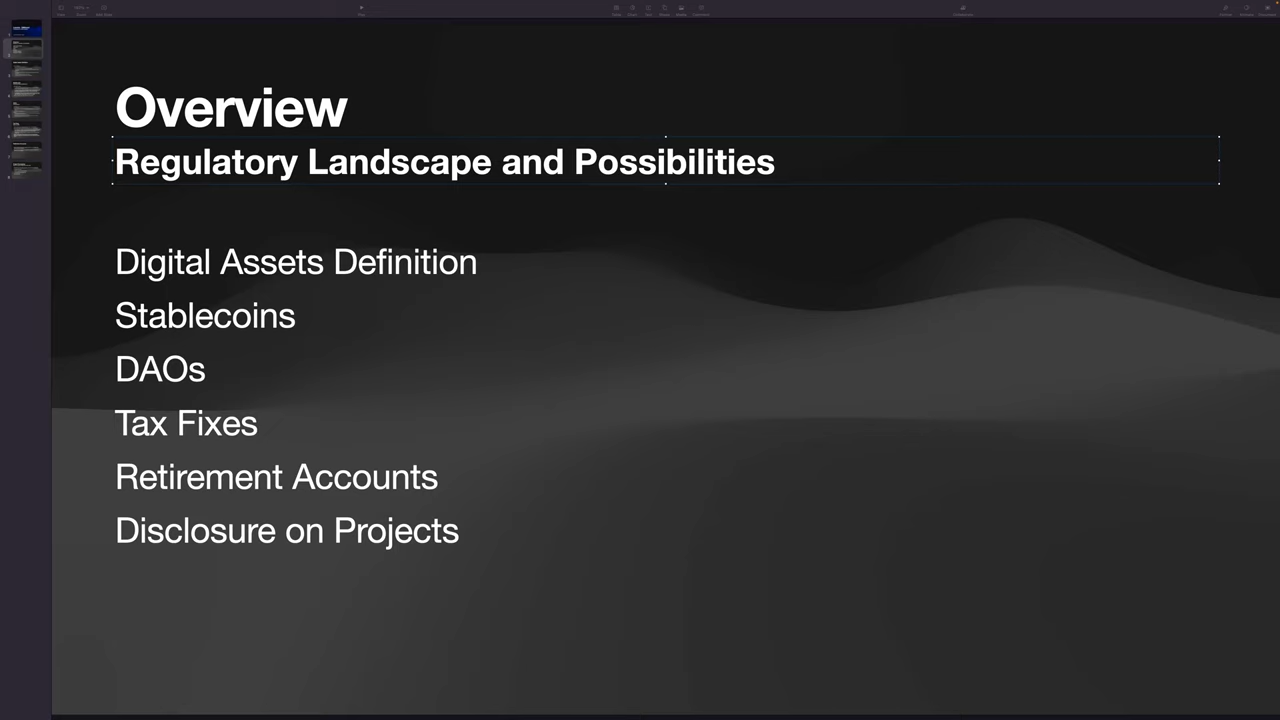 Overview
Regulatory Landscape and Possibilities
Digital Assets Definition
Stablecoins
DAOs
Tax Fixes
Retirement Accounts
Disclosure on Projects